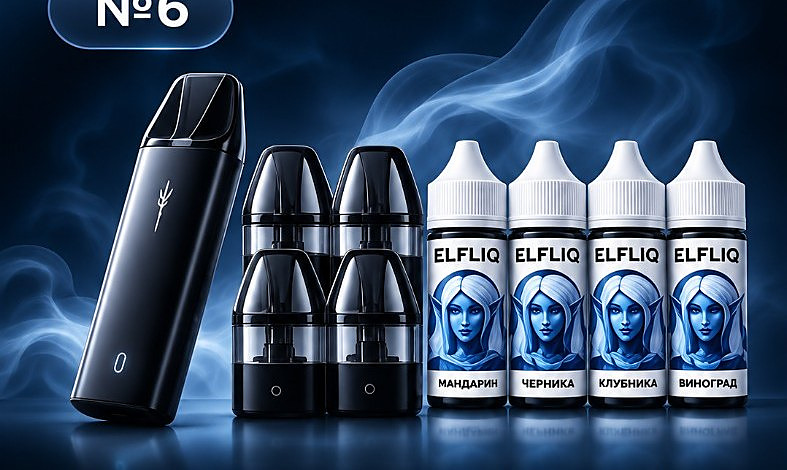 №6
ELFLIQ
МАНДАРИН
ELFLIQ
ЧЕРНИКА
ELFLIQ
КЛУБНИКА
ELFLIQ
ВИНОГРАД